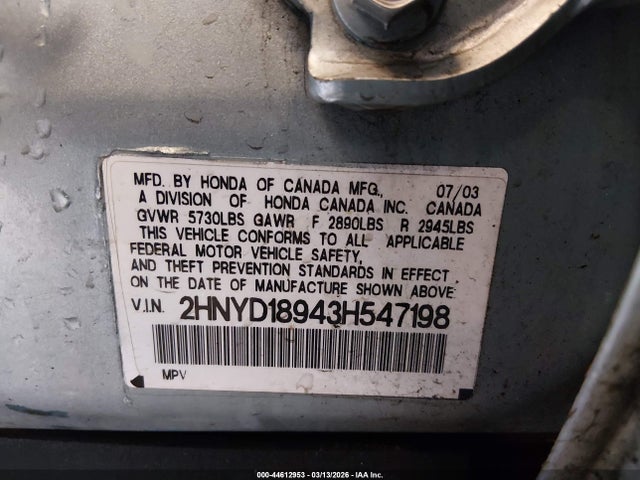 MFD. BY HONDA OF CANADA MFG., 07/03
A DIVISION OF HONDA CANADA INC. CANADA
GVWR 5730LBS GAWR F 2890LBS R 2945LBS
THIS VEHICLE CONFORMS TO ALL APPLICABLE
FEDERAL MOTOR VEHICLE SAFETY,
AND THEFT PREVENTION STANDARDS IN EFFECT
ON THE DATE OF MANUFACTURE SHOWN ABOVE
V.I.N. 2HNYD18943H547198
MPV
000-44612953 - 03/13/2026 - IAA Inc.